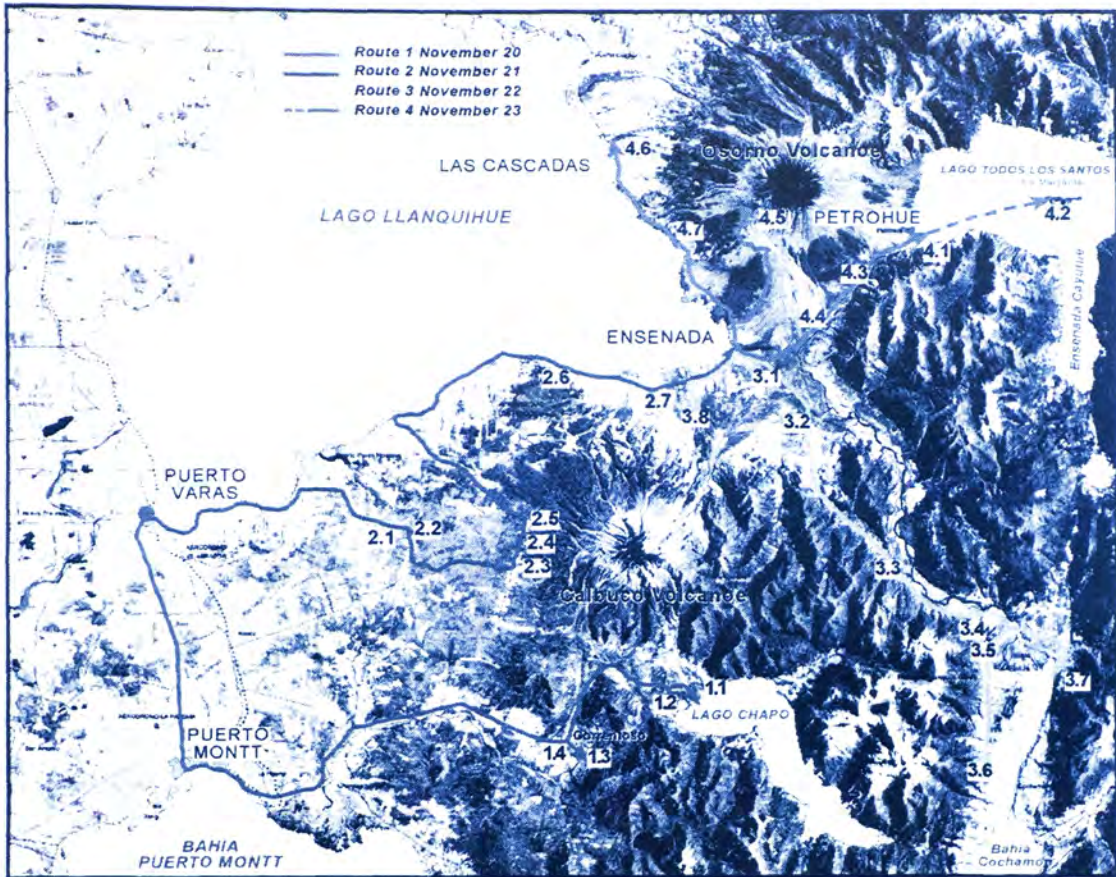 Route 1 November 20
Route 2 November 21
Route 3 November 22
Route 4 November 23
4.6
Osorno Volcanoe
LAS CASCADAS
LAGO TODOS LOS SANTOS
LAGO LLANQUIHUE
4.5
PETROHUE
4.2
4.7
4.1
4.3
Ensenada Cayutue
4.4
ENSENADA
3.1
2.6
2.7
3.8
3.2
PUERTO
VARAS
2.5
2.2
2.1
2.4
2.3
3.3
Calbuco Volcanoe
3.4
3.5
3.7
1.1
1.2
LAGO CHAPO
PUERTO
MONTT
1.4
1.3
3.6
BAHIA
PUERTO MONTT
Bahia